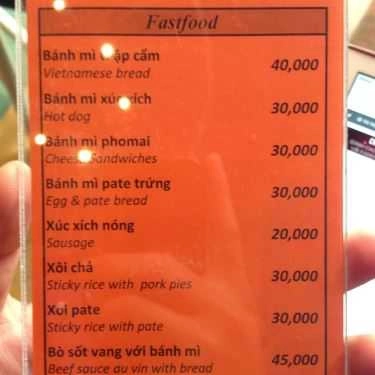 Fastfood
Bánh mì thập cẩm 40,000
Vietnamese bread
Bánh mì xúc xích 30,000
Hot dog
Bánh mì phomai 30,000
Cheese Sandwiches
Bánh mì pate trứng 30,000
Egg & pate bread
Xúc xích nóng 20,000
Sausage
Xôi chả 30,000
Sticky rice with pork pies
Xôi pate 30,000
Sticky rice with pate
Bò sốt vang với bánh mì 45,000
Beef sauce au vin with bread